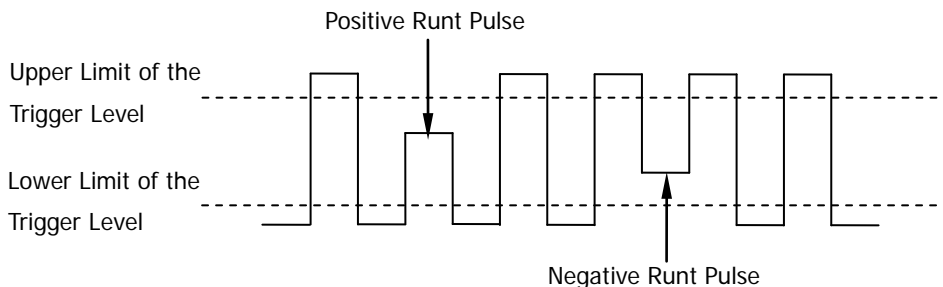 Positive Runt Pulse
Upper Limit of the
Trigger Level
Lower Limit of the
Trigger Level
Negative Runt Pulse